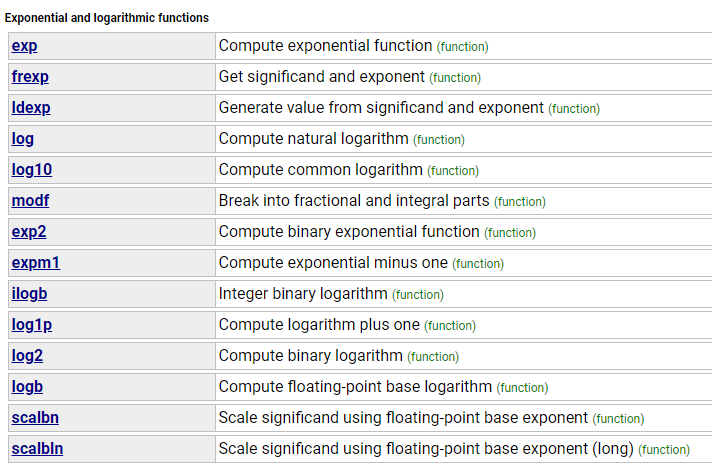 Exponential and logarithmic functions
exp Compute exponential function (function)
frexp Get significand and exponent (function)
ldexp Generate value from significand and exponent (function)
log Compute natural logarithm (function)
log10 Compute common logarithm (function)
modf Break into fractional and integral parts (function)
exp2 Compute binary exponential function (function)
expm1 Compute exponential minus one (function)
ilogb Integer binary logarithm (function)
log1p Compute logarithm plus one (function)
log2 Compute binary logarithm (function)
logb Compute floating-point base logarithm (function)
scalbn Scale significand using floating-point base exponent (function)
scalbln Scale significand using floating-point base exponent (long) (function)